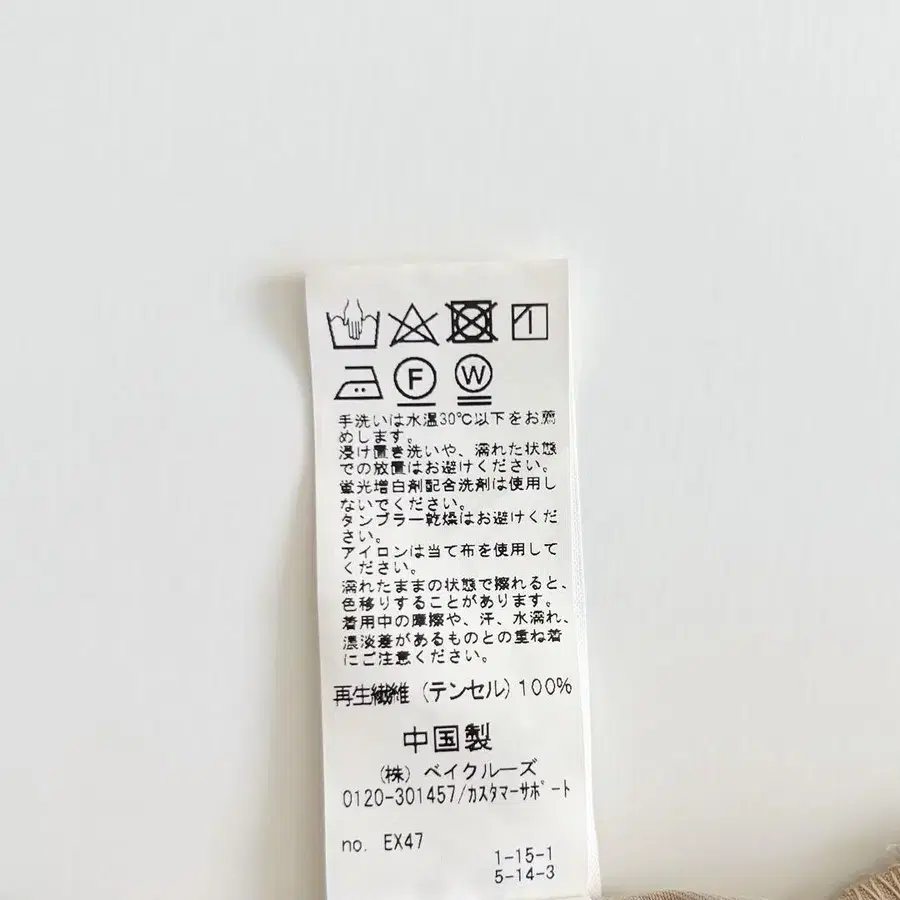 F W
手洗いは水温30℃以下をお薦
めします。
浸け置き洗いや、濡れた状態
での放置はお避けください。
蛍光増白剤配合洗剤は使用し
ないでください。
タンブラー乾燥はお避けくだ
さい。
アイロンは当て布を使用して
ください。
濡れたままの状態で擦れると、
色移りすることがあります。
着用中の摩擦や、汗、水濡れ、
濃淡差があるものとの重ね着
にご注意ください。
再生繊維(テンセル)100%
中国製
(株)ベイクルーズ
0120-301457/カスタマーサポート
no. EX47
1-15-1
5-14-3